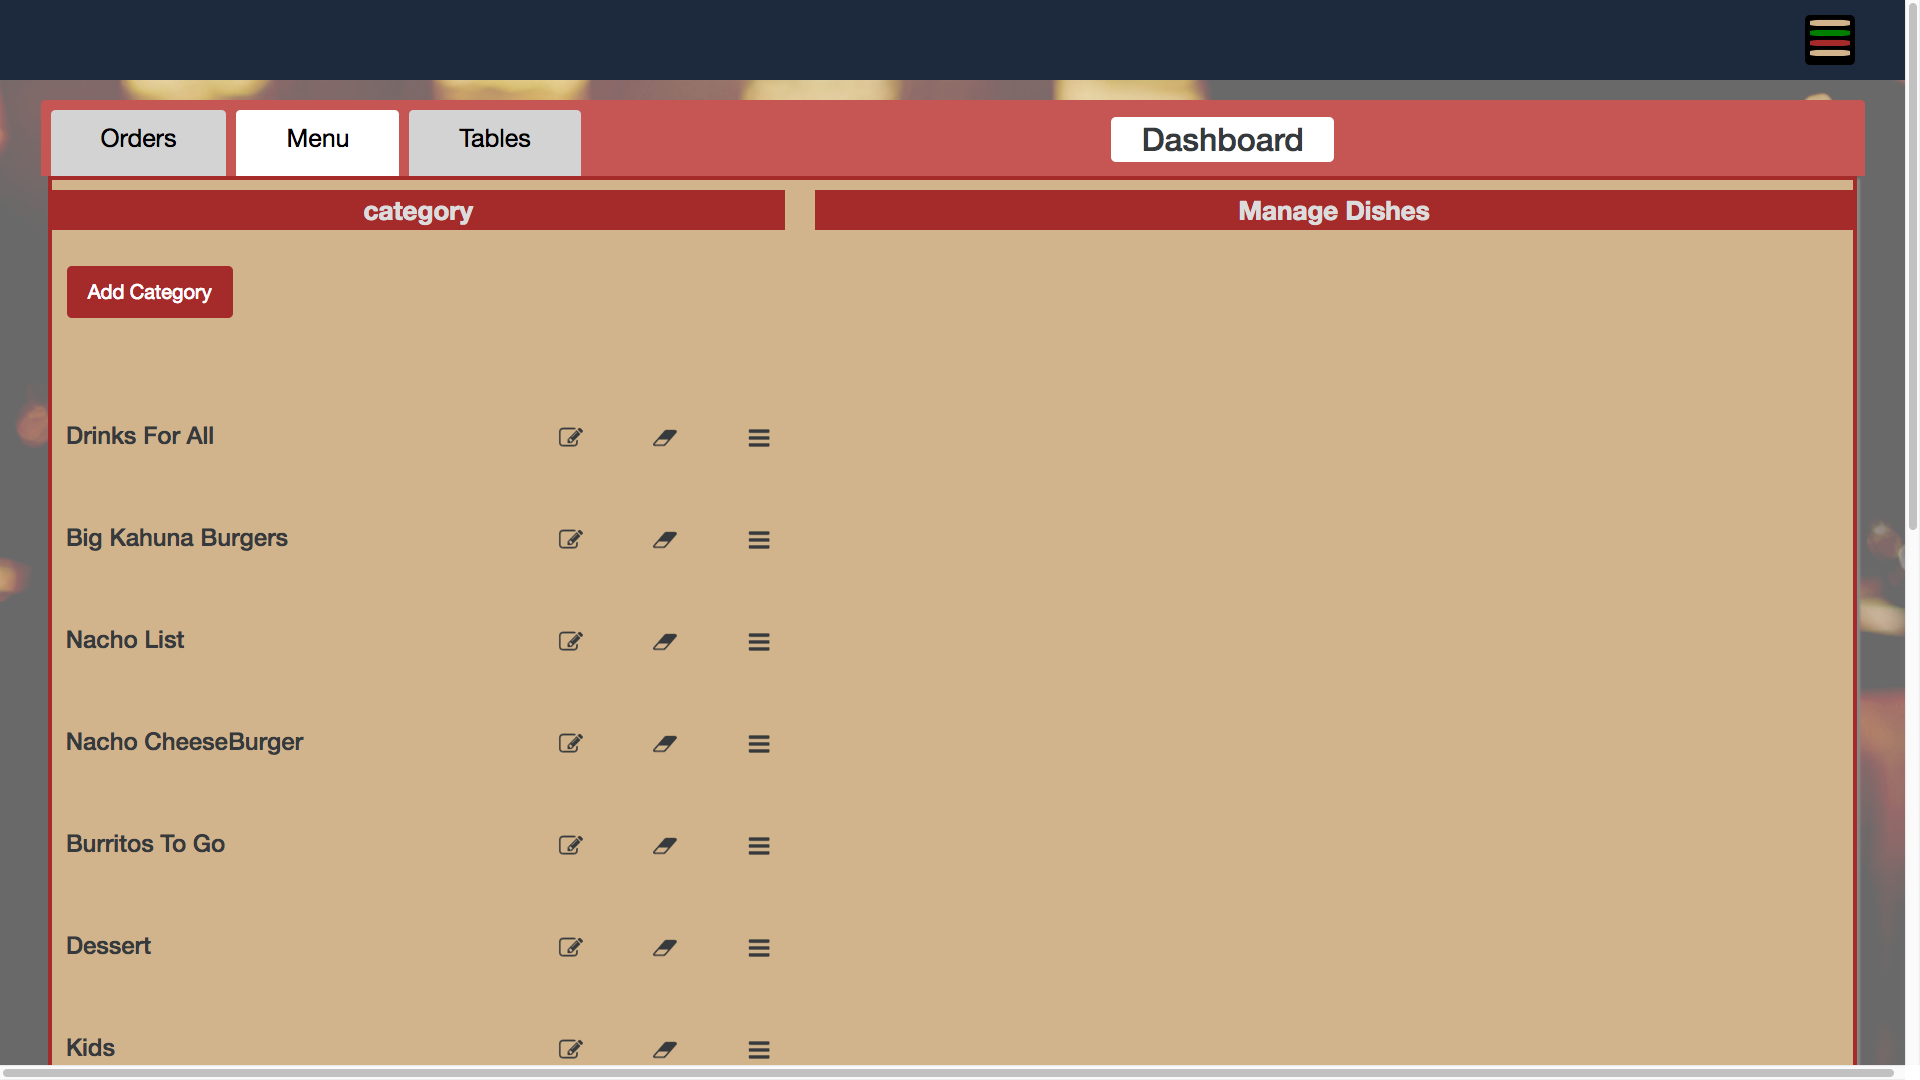 Orders
Menu
Tables
Dashboard
category
Manage Dishes
Add Category
Drinks For All
Big Kahuna Burgers
Nacho List
Nacho CheeseBurger
Burritos To Go
Dessert
Kids